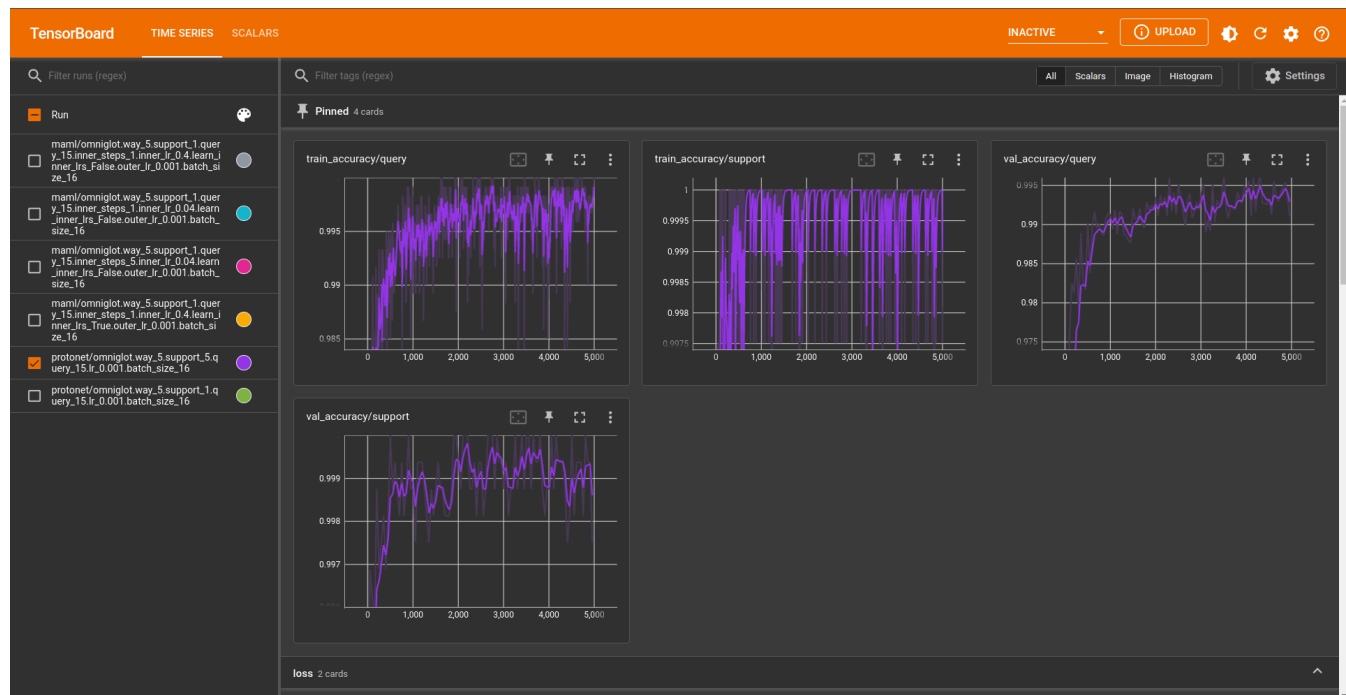 TensorBoard TIME SERIES SCALARS INACTIVE UPLOAD
Filter runs (regex)
Run
maml/omniglot.way_5.support_1.quer
y_15.inner_steps_1.inner_lr_0.4.learn_i
nner_lrs_False.outer_lr_0.001.batch_si
ze_16
maml/omniglot.way_5.support_1.quer
y_15.inner_steps_1.inner_lr_0.04.learn
_inner_lrs_False.outer_lr_0.001.batch_
size_16
maml/omniglot.way_5.support_1.quer
y_15.inner_steps_5.inner_lr_0.04.learn
_inner_lrs_False.outer_lr_0.001.batch_
size_16
maml/omniglot.way_5.support_1.quer
y_15.inner_steps_1.inner_lr_0.4.learn_i
nner_lrs_True.outer_lr_0.001.batch_si
ze_16
protonet/omniglot.way_5.support_5.q
uery_15.lr_0.001.batch_size_16
protonet/omniglot.way_5.support_1.q
uery_15.lr_0.001.batch_size_16
Filter tags (regex) All Scalars Image Histogram Settings
Pinned 4 cards
train_accuracy/query
0.995
0.99
0.985
0 1,000 2,000 3,000 4,000 5,000
train_accuracy/support
1
0.9995
0.999
0.9985
0.998
0.9975
0 1,000 2,000 3,000 4,000 5,000
val_accuracy/query
0.995
0.99
0.985
0.98
0.975
0 1,000 2,000 3,000 4,000 5,000
val_accuracy/support
0.999
0.998
0.997
0 1,000 2,000 3,000 4,000 5,000
loss 2 cards